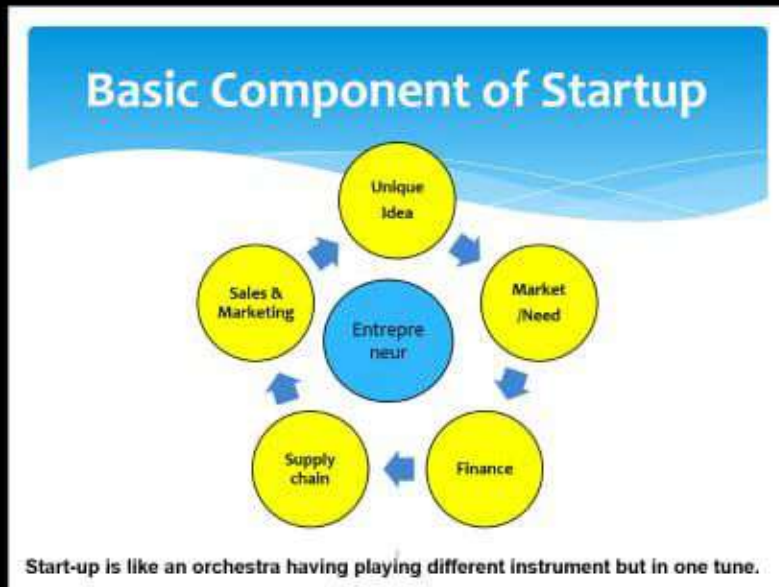 Basic Component of Startup
Unique
Idea
Market
/Need
Finance
Supply
chain
Sales &
Marketing
Entrepre
neur
Start-up is like an orchestra having playing different instrument but in one tune.